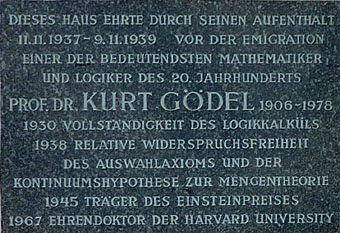 DIESES HAUS EHRTE DURCH SEINEN AUFENTHALT
11.11.1937-9.11.1939 VOR DER EMIGRATION
EINER DER BEDEUTENDSTEN MATHEMATIKER
UND LOGIKER DES 20. JAHRHUNDERTS
PROF. DR. KURT GÖDEL 1906-1978
1930 VOLLSTÄNDIGKEIT DES LOGIKKALKÜLS
1938 RELATIVE WIDERSPRUCHSFREIHEIT
DES AUSWAHLAXIOMS UND DER
KONTINUUMSHYPOTHESE ZUR MENGENTHEORIE
1945 TRÄGER DES EINSTEINPREISES
1967 EHRENDOKTOR DER HARVARD UNIVERSITY